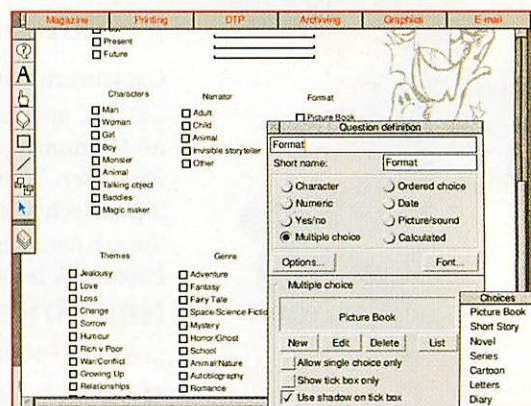 Magazine Printing DTP Archiving Graphics E-mail
Present
Future
Characters
Man
Woman
Girl
Boy
Monster
Animal
Talking object
Baddies
Magic maker
Narrator
Adult
Child
Animal
Invisible storyteller
Other
Format
Picture Book
Themes
Jealousy
Love
Loss
Change
Sorrow
Humour
Rich v Poor
War/Conflict
Growing Up
Relationships
Genre
Adventure
Fantasy
Fairy Tale
Space/Science Fictio
Mystery
Horror/Ghost
School
Animal/Nature
Autobiography
Romance
Question definition
Format
Short name: Format
Character Ordered choice
Numeric Date
Yes/no Picture/sound
Multiple choice Calculated
Options... Font...
Multiple choice
Picture Book
New Edit Delete List
Allow single choice only
Show tick box only
Use shadow on tick box
Choices
Picture Book
Short Story
Novel
Series
Cartoon
Letters
Diary